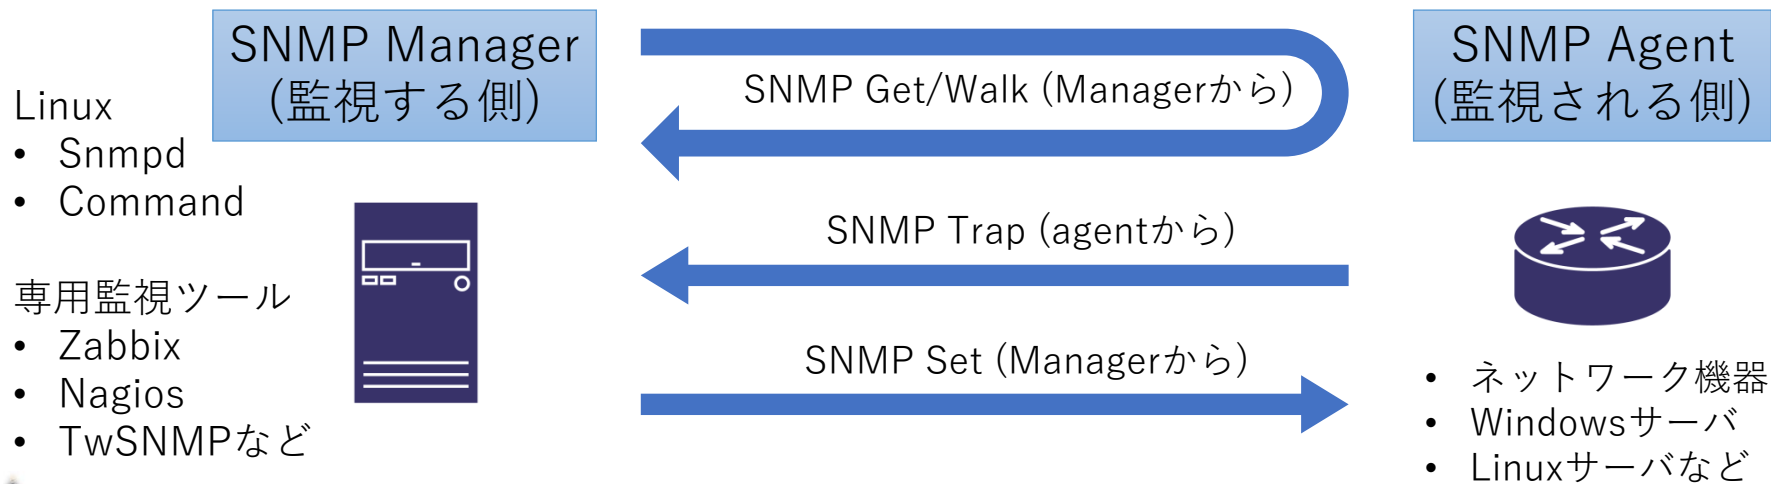 SNMP Manager
(監視する側)
Linux
• Snmpd
• Command
専用監視ツール
• Zabbix
• Nagios
• TwSNMPなど
SNMP Get/Walk (Managerから)
SNMP Trap (agentから)
SNMP Set (Managerから)
SNMP Agent
(監視される側)
• ネットワーク機器
• Windowsサーバ
• Linuxサーバなど